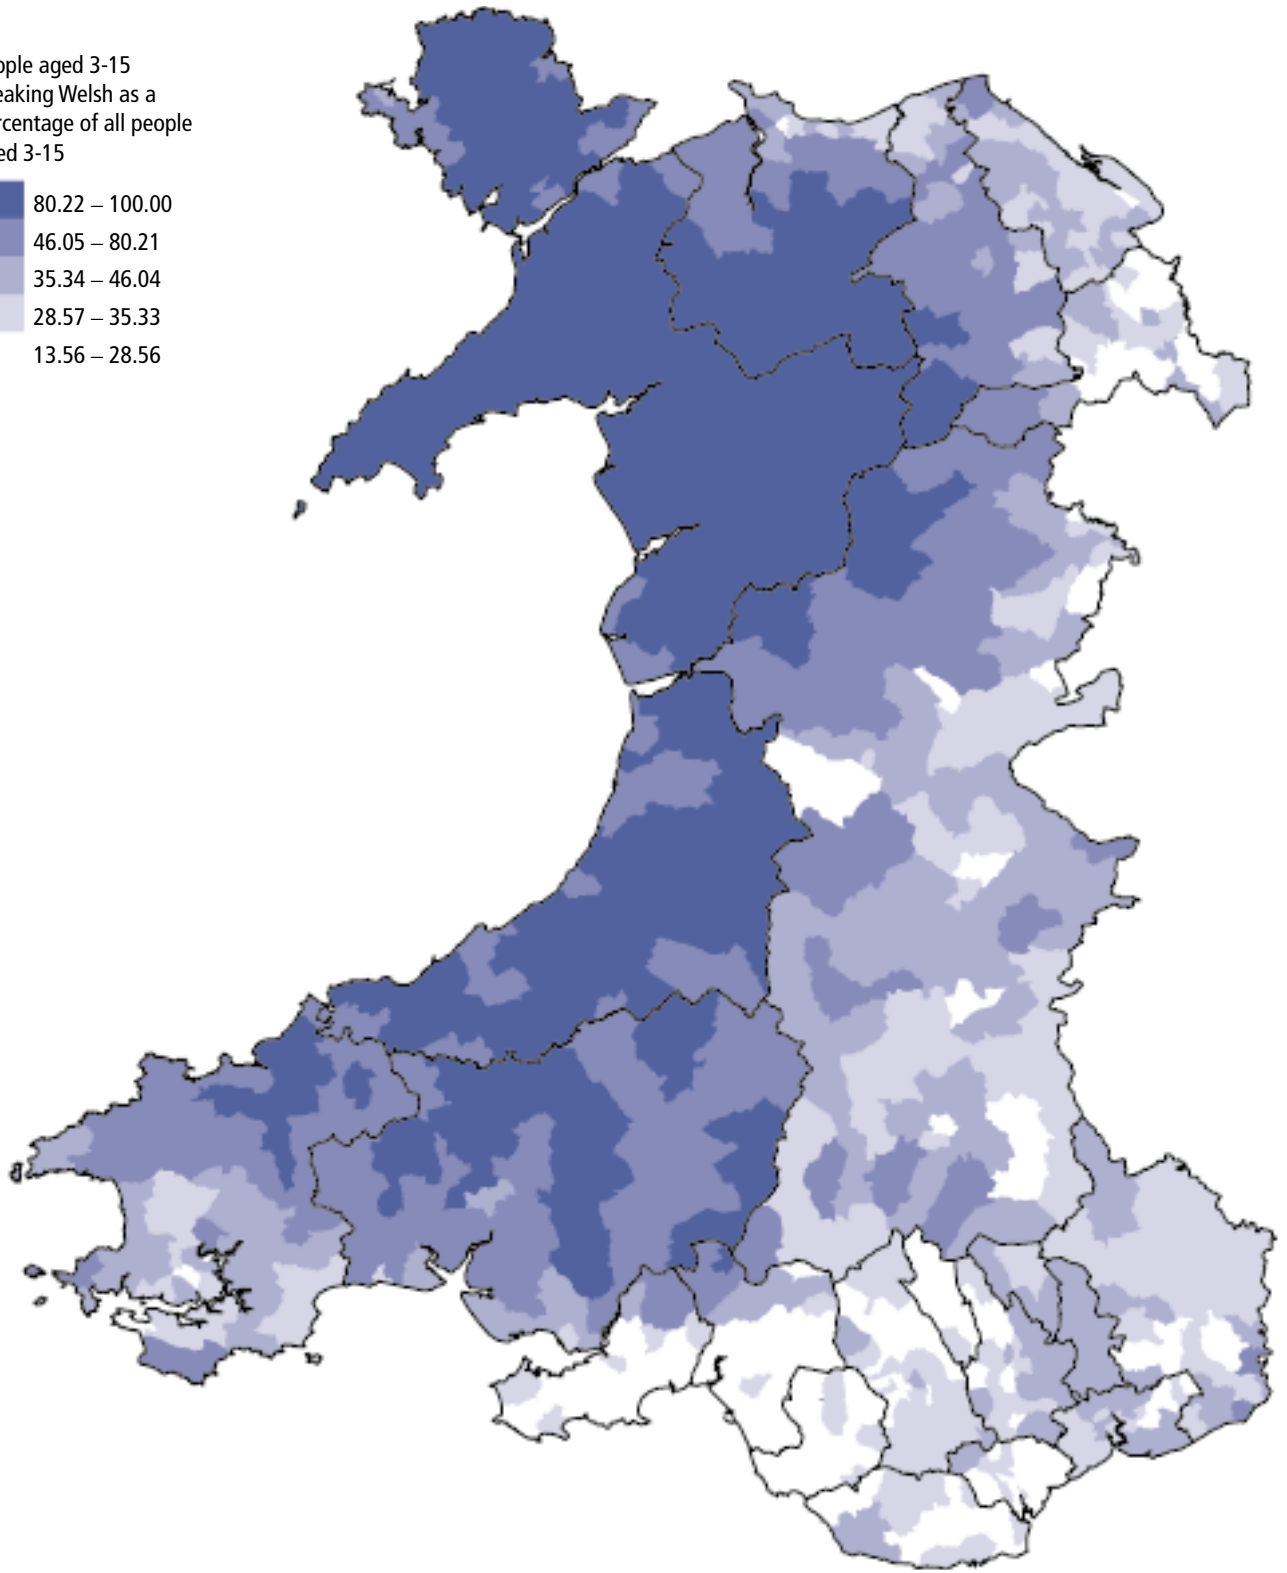 ople aged 3-15
eaking Welsh as a
rcentage of all people
ed 3-15
80.22 – 100.00
46.05 – 80.21
35.34 – 46.04
28.57 – 35.33
13.56 – 28.56